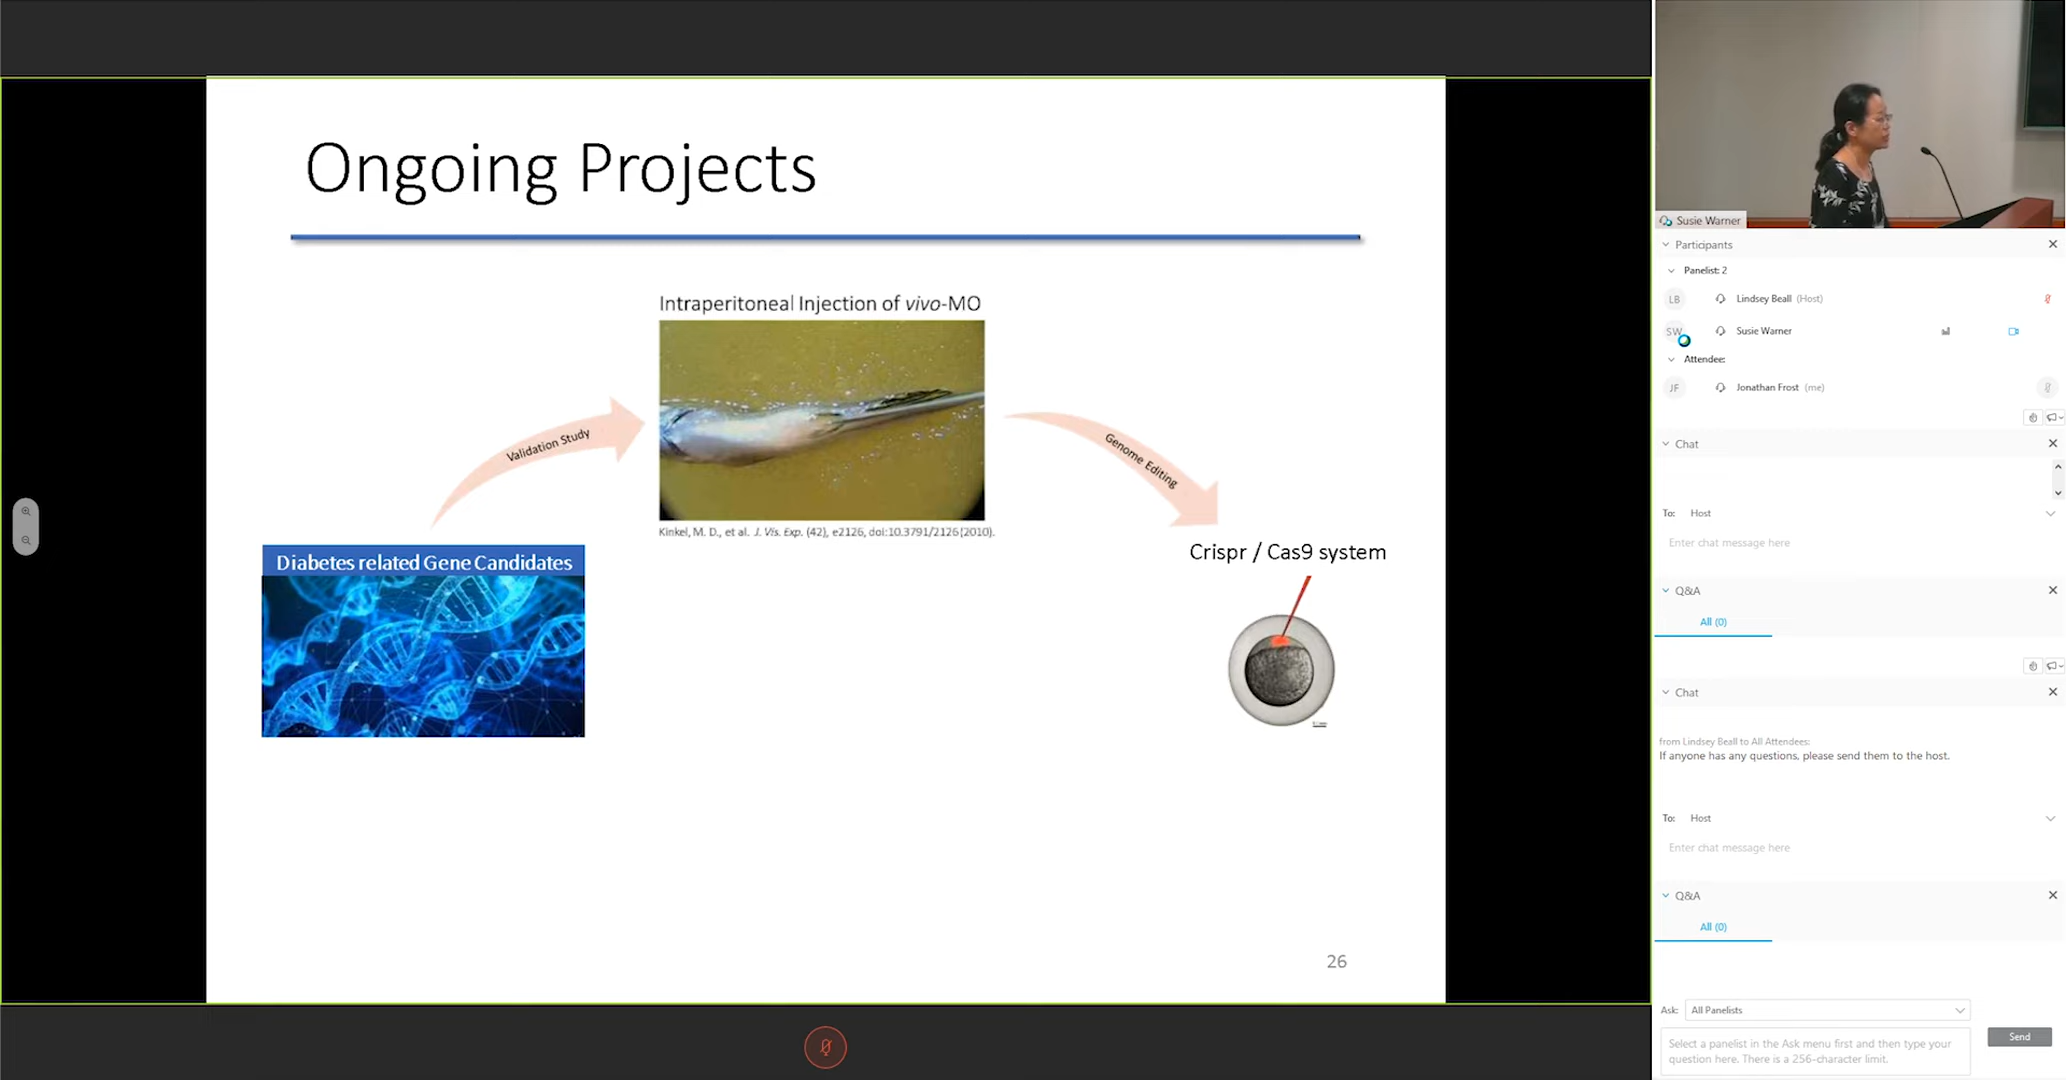 Ongoing Projects
Intraperitoneal Injection of vivo-MO
Validation Study
Genome Editing
Kinkel, M. D., et al. J. Vis. Exp. (42), e2126, doi:10.3791/2126 (2010).
Diabetes related Gene Candidates
Crispr / Cas9 system
26
Susie Warner
Participants
Panelist: 2
LB Lindsey Beall (Host)
SW Susie Warner
Attendee:
JF Jonathan Frost (me)
Chat
To: Host
Enter chat message here
Q&A
All (0)
Chat
from Lindsey Beall to All Attendees:
If anyone has any questions, please send them to the host.
To: Host
Enter chat message here
Q&A
All (0)
Ask: All Panelists
Select a panelist in the Ask menu first and then type your
question here. There is a 256-character limit.
Send